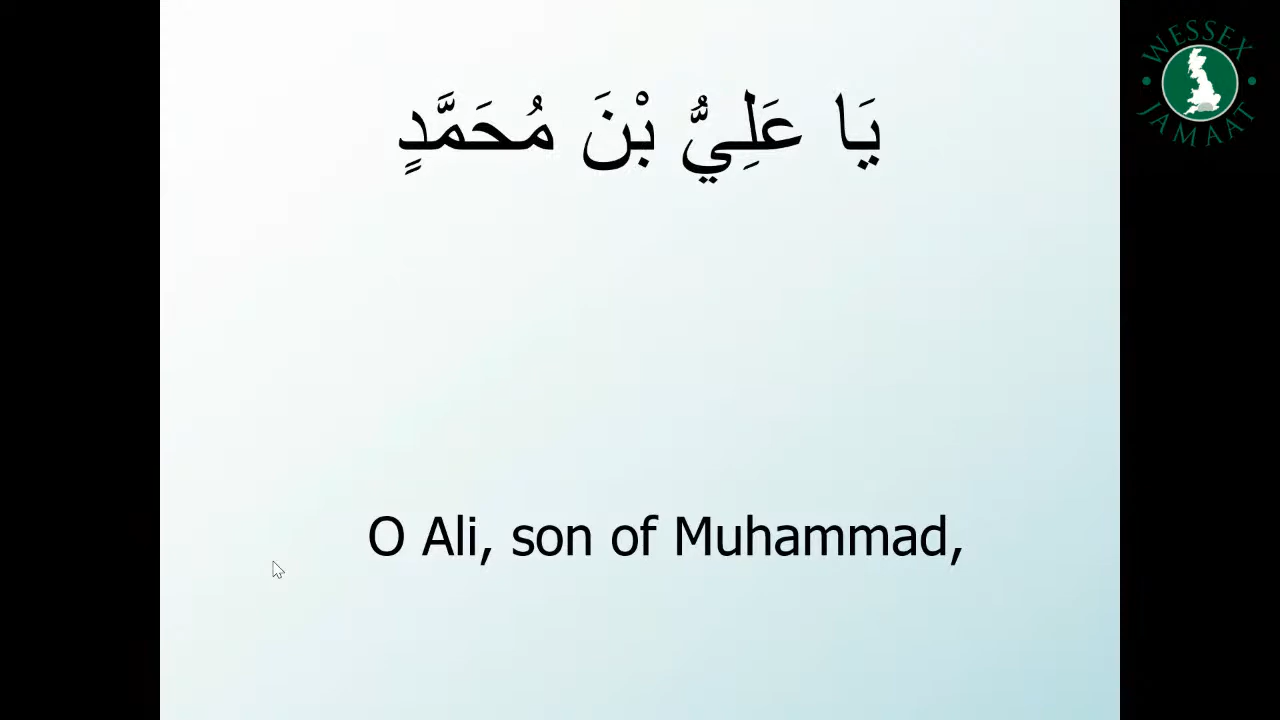 يَا عَلِيُّ بْنَ مُحَمَّدٍ
O Ali, son of Muhammad,
WESSEX
JAMAAT